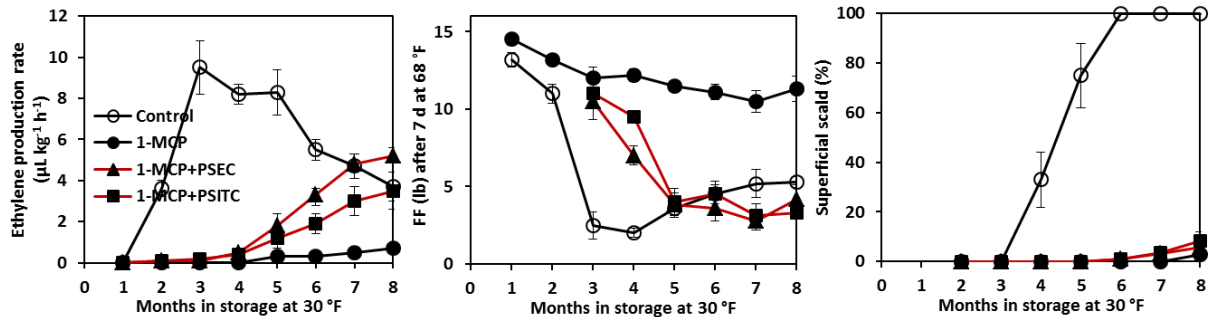 Ethylene production rate
(µL kg⁻¹ h⁻¹)
12
10
8
6
4
2
0
Control
1-MCP
1-MCP+PSEC
1-MCP+PSITC
0 1 2 3 4 5 6 7 8
Months in storage at 30 °F
FF (lb) after 7 d at 68 °F
15
10
5
0
0 1 2 3 4 5 6 7 8
Months in storage at 30 °F
Superficial scald (%)
100
80
60
40
20
0
0 1 2 3 4 5 6 7 8
Months in storage at 30 °F